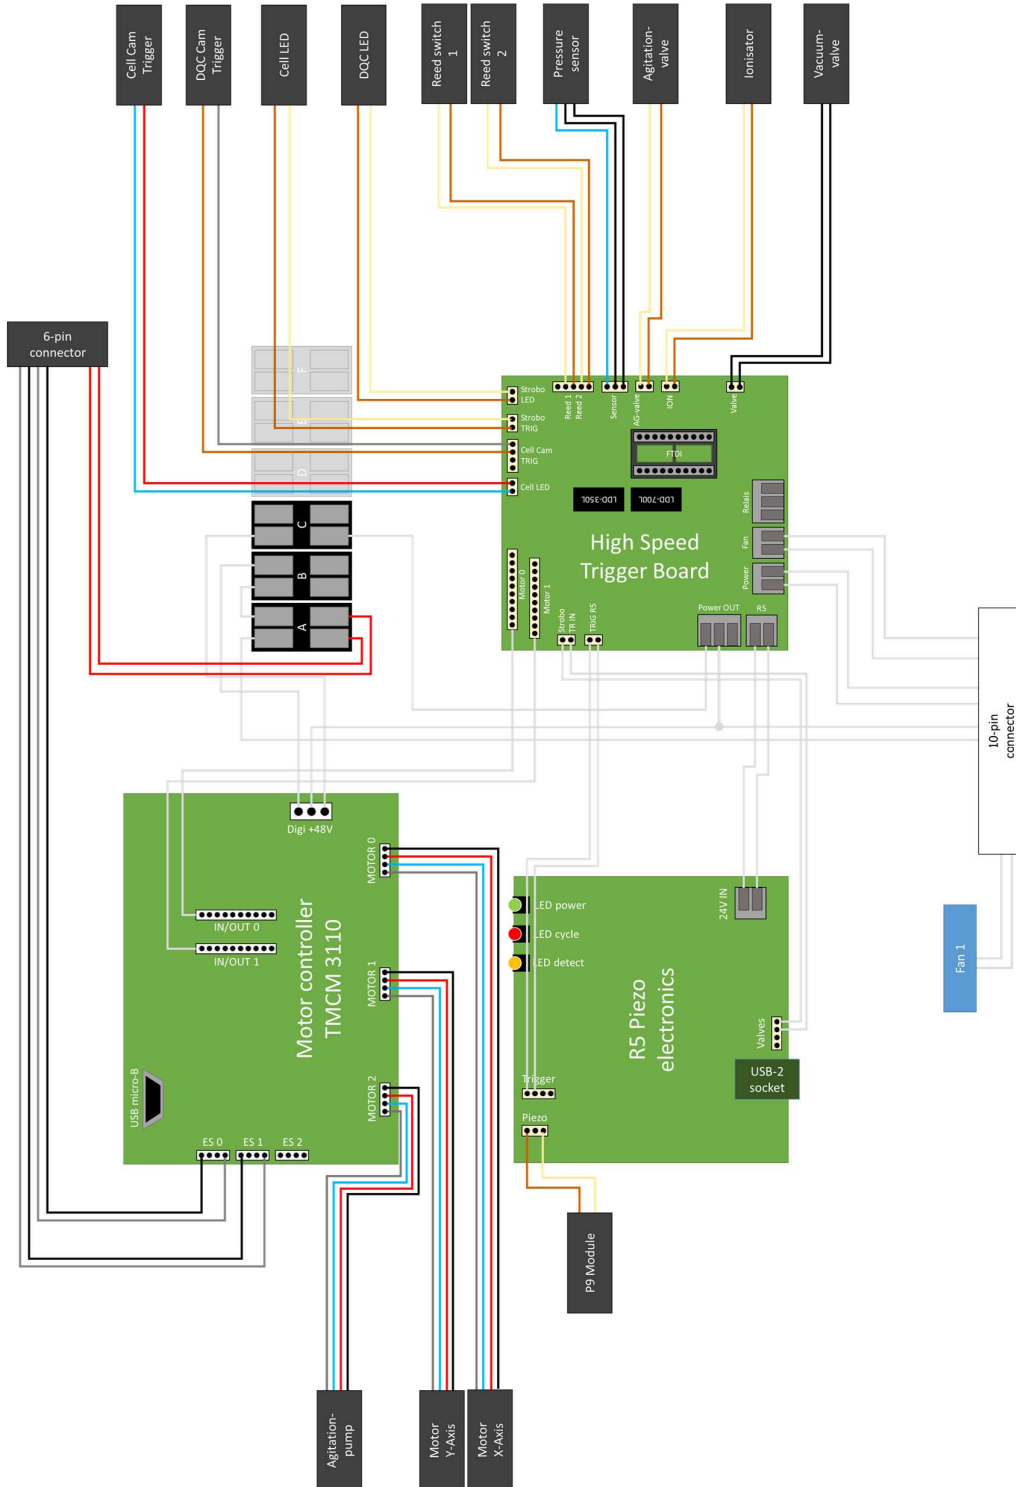 Cell Cam
Trigger
DQC Cam
Trigger
Cell LED
DQC LED
Reed switch
1
Reed switch
2
Pressure
sensor
Agitation-
valve
Ionisator
Vacuum-
valve
6-pin
connector
F
E
D
C
B
A
Strobo
LED
Strobo
TRIG
Cell Cam
TRIG
Cell LED
Reed 1
Reed 2
Sensor
AG-valve
ION
Valve
FTDI
LDD-350L
LDD-700L
Relais
Fan
Power
High Speed
Trigger Board
Motor 0
Motor 1
Strobo
TR IN
TRIG R5
Power OUT
R5
10-pin
connector
Digi +48V
MOTOR 0
IN/OUT 0
IN/OUT 1
Motor controller
TMCM 3110
MOTOR 1
MOTOR 2
USB micro-B
ES 0
ES 1
ES 2
LED power
LED cycle
LED detect
24V IN
R5 Piezo
electronics
Valves
USB-2
socket
Trigger
Piezo
Fan 1
P9 Module
Agitation-
pump
Motor
Y-Axis
Motor
X-Axis